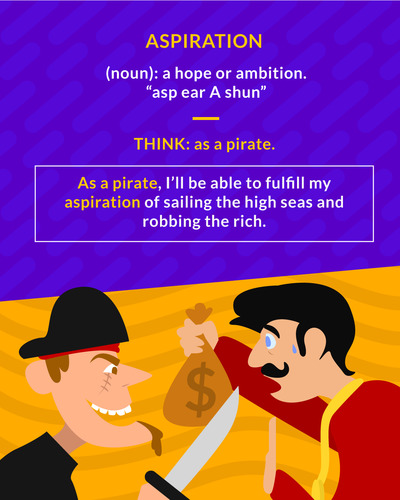 ASPIRATION
(noun): a hope or ambition.
“asp ear A shun”
THINK: as a pirate.
As a pirate, I’ll be able to fulfill my
aspiration of sailing the high seas and
robbing the rich.
$